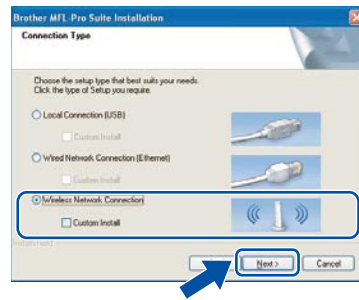 Brother MFL-Pro Suite Installation
Connection Type
Choose the setup type that best suits your needs.
Click the type of Setup you require.
Local Connection (USB)
Custom Install
Wired Network Connection (Ethernet)
Custom Install
Wireless Network Connection
Custom Install
InstallShield
Next >
Cancel